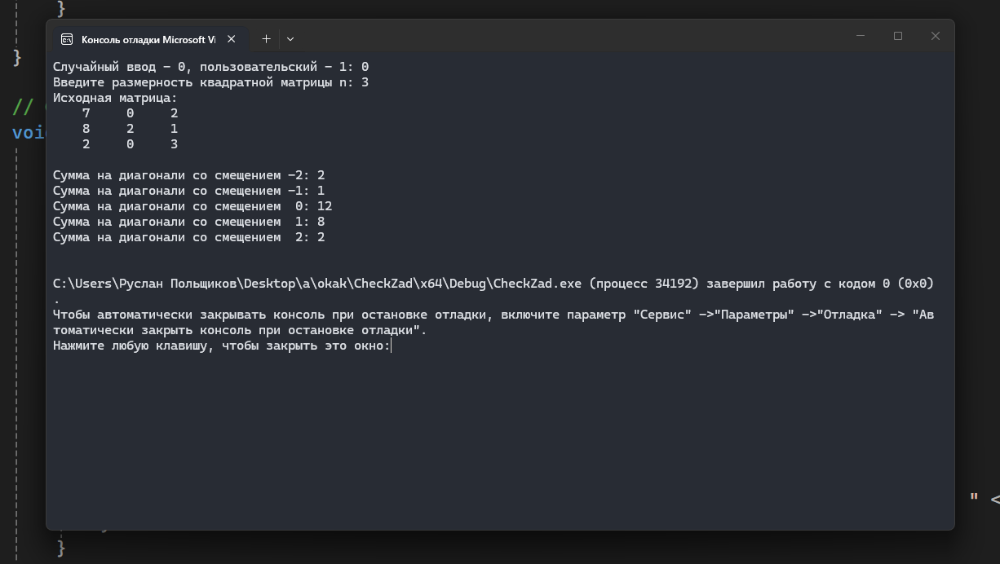 }
Консоль отладки Microsoft Vi
}
Случайный ввод - 0, пользовательский - 1: 0
Введите размерность квадратной матрицы n: 3
Исходная матрица:
// 
7 0 2
8 2 1
voi
2 0 3
Сумма на диагонали со смещением -2: 2
Сумма на диагонали со смещением -1: 1
Сумма на диагонали со смещением 0: 12
Сумма на диагонали со смещением 1: 8
Сумма на диагонали со смещением 2: 2
C:\Users\Руслан Польщиков\Desktop\a\okak\CheckZad\x64\Debug\CheckZad.exe (процесс 34192) завершил работу с кодом 0 (0x0)
.
Чтобы автоматически закрывать консоль при остановке отладки, включите параметр "Сервис" ->"Параметры" ->"Отладка" -> "Ав
томатически закрыть консоль при остановке отладки".
Нажмите любую клавишу, чтобы закрыть это окно:
" <
}